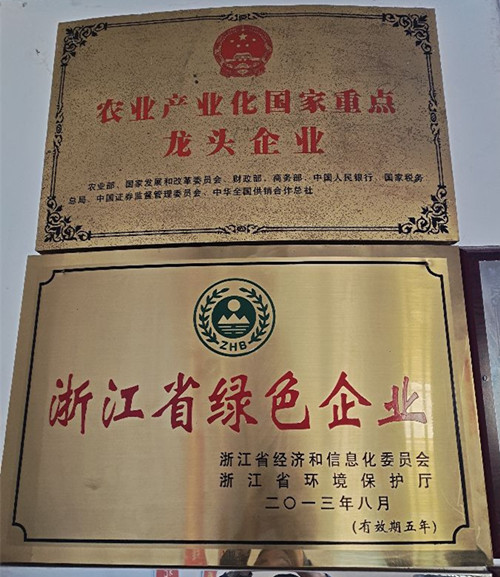 农业产业化国家重点
龙头企业
农业部、国家发展和改革委员会、财政部、商务部、中国人民银行、国家税务
总局、中国证券监督管理委员会、中华全国供销合作总社
ZHB
浙江省绿色企业
浙江省经济和信息化委员会
浙江省环境保护厅
二〇一三年八月
(有效期五年)